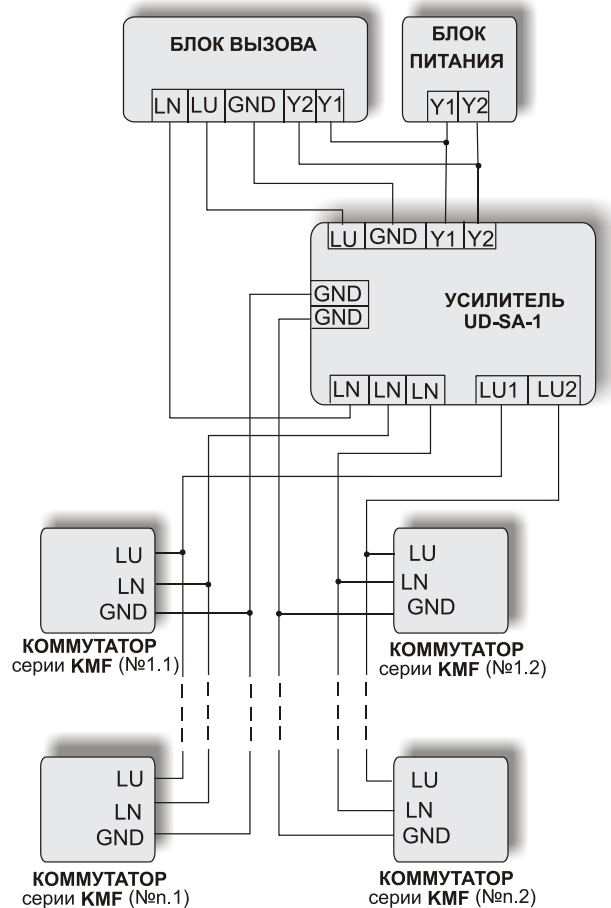 БЛОК ВЫЗОВА
LN LU GND Y2 Y1
БЛОК
ПИТАНИЯ
Y1 Y2
LU GND Y1 Y2
GND
GND
УСИЛИТЕЛЬ
UD-SA-1
LN LN LN LU1 LU2
LU
LN
GND
КОММУТАТОР
серии KMF (№1.1)
LU
LN
GND
КОММУТАТОР
серии KMF (№1.2)
LU
LN
GND
КОММУТАТОР
серии KMF (№n.1)
LU
LN
GND
КОММУТАТОР
серии KMF (№n.2)